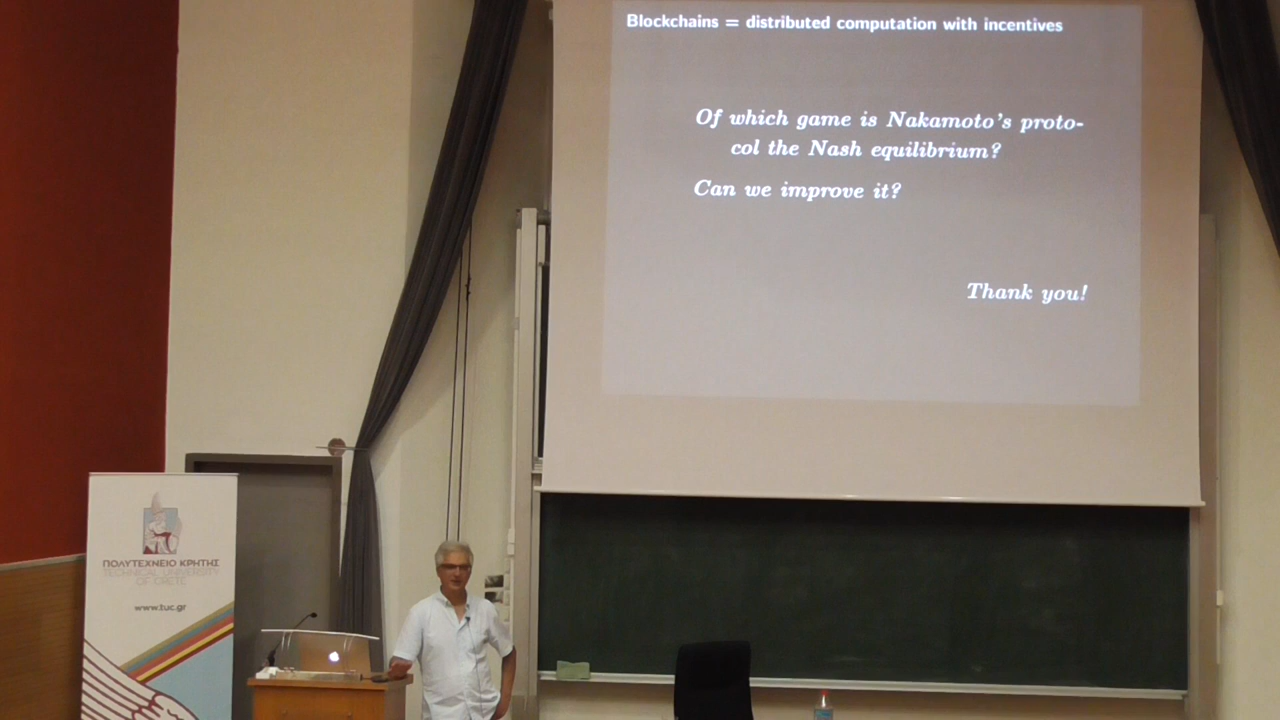 Blockchains = distributed computation with incentives
Of which game is Nakamoto's proto-
col the Nash equilibrium?
Can we improve it?
Thank you!
ΠΟΛΥΤΕΧΝΕΙΟ ΚΡΗΤΗΣ
TECHNICAL UNIVERSITY
OF CRETE
www.tuc.gr